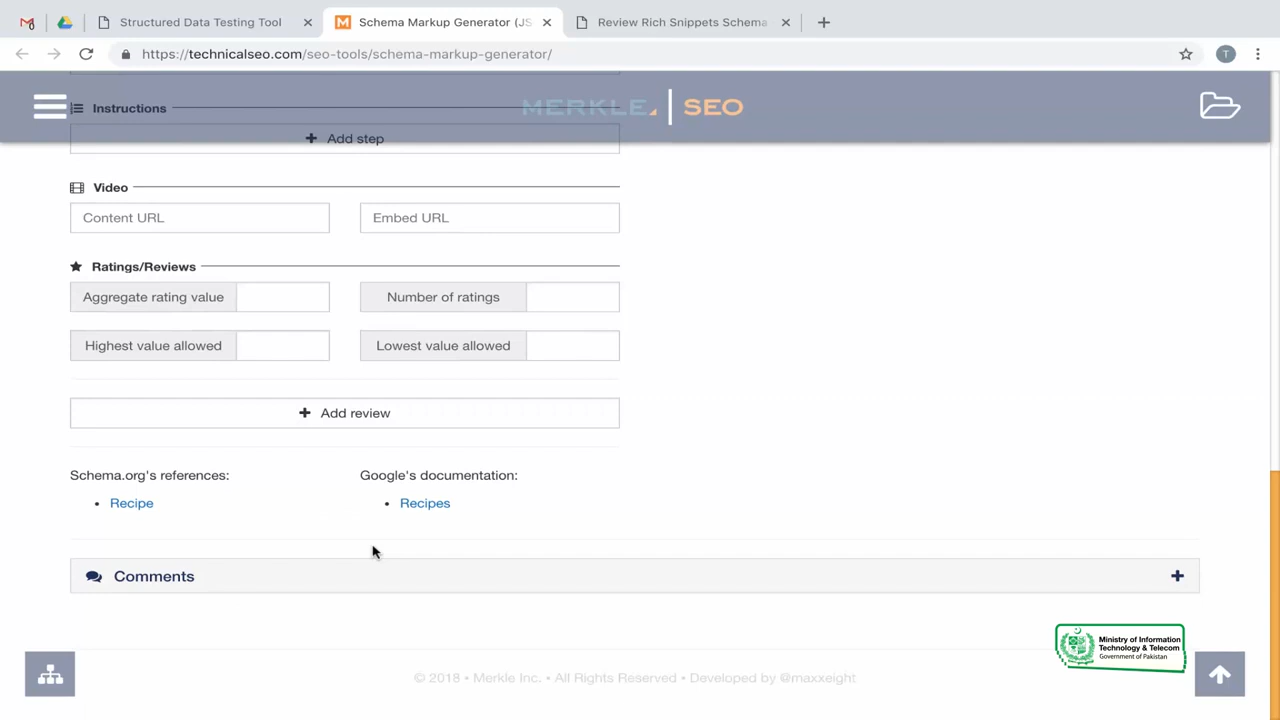 Structured Data Testing Tool
Schema Markup Generator (JS
Review Rich Snippets Schema
https://technicalseo.com/seo-tools/schema-markup-generator/
T
Instructions
MERKLE | SEO
+ Add step
Video
Content URL
Embed URL
Ratings/Reviews
Aggregate rating value
Number of ratings
Highest value allowed
Lowest value allowed
+ Add review
Schema.org's references:
Google's documentation:
• Recipe
• Recipes
Comments
Ministry of Information
Technology & Telecom
Government of Pakistan
© 2018 • Merkle Inc. • All Rights Reserved • Developed by @maxxeight